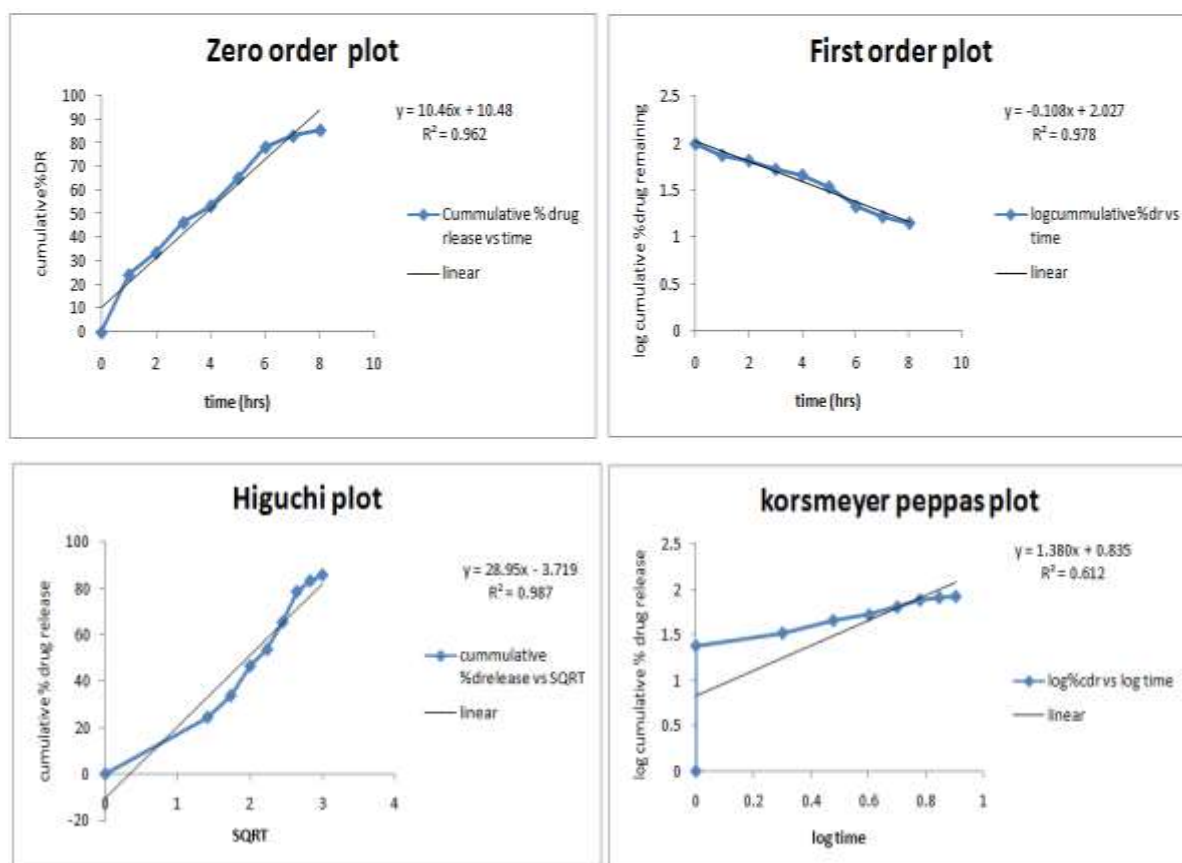 Zero order plot
y = 10.46x + 10.48
R² = 0.962
100
90
80
70
60
50
40
30
20
10
0
cumulative%DR
0 2 4 6 8 10
time (hrs)
Cummulative % drug
rlease vs time
linear
First order plot
y = -0.108x + 2.027
R² = 0.978
2.5
2
1.5
1
0.5
0
log cumulative %drug remaining
0 2 4 6 8 10
time (hrs)
logcummulative%dr vs
time
linear
Higuchi plot
y = 28.95x - 3.719
R² = 0.987
100
80
60
40
20
0
-20
cumulative % drug release
0 1 2 3 4
SQRT
cummulative
%drelease vs SQRT
linear
korsmeyer peppas plot
y = 1.380x + 0.835
R² = 0.612
2.5
2
1.5
1
0.5
0
log cumulative % drug release
0 0.2 0.4 0.6 0.8 1
log time
log%cdr vs log time
linear